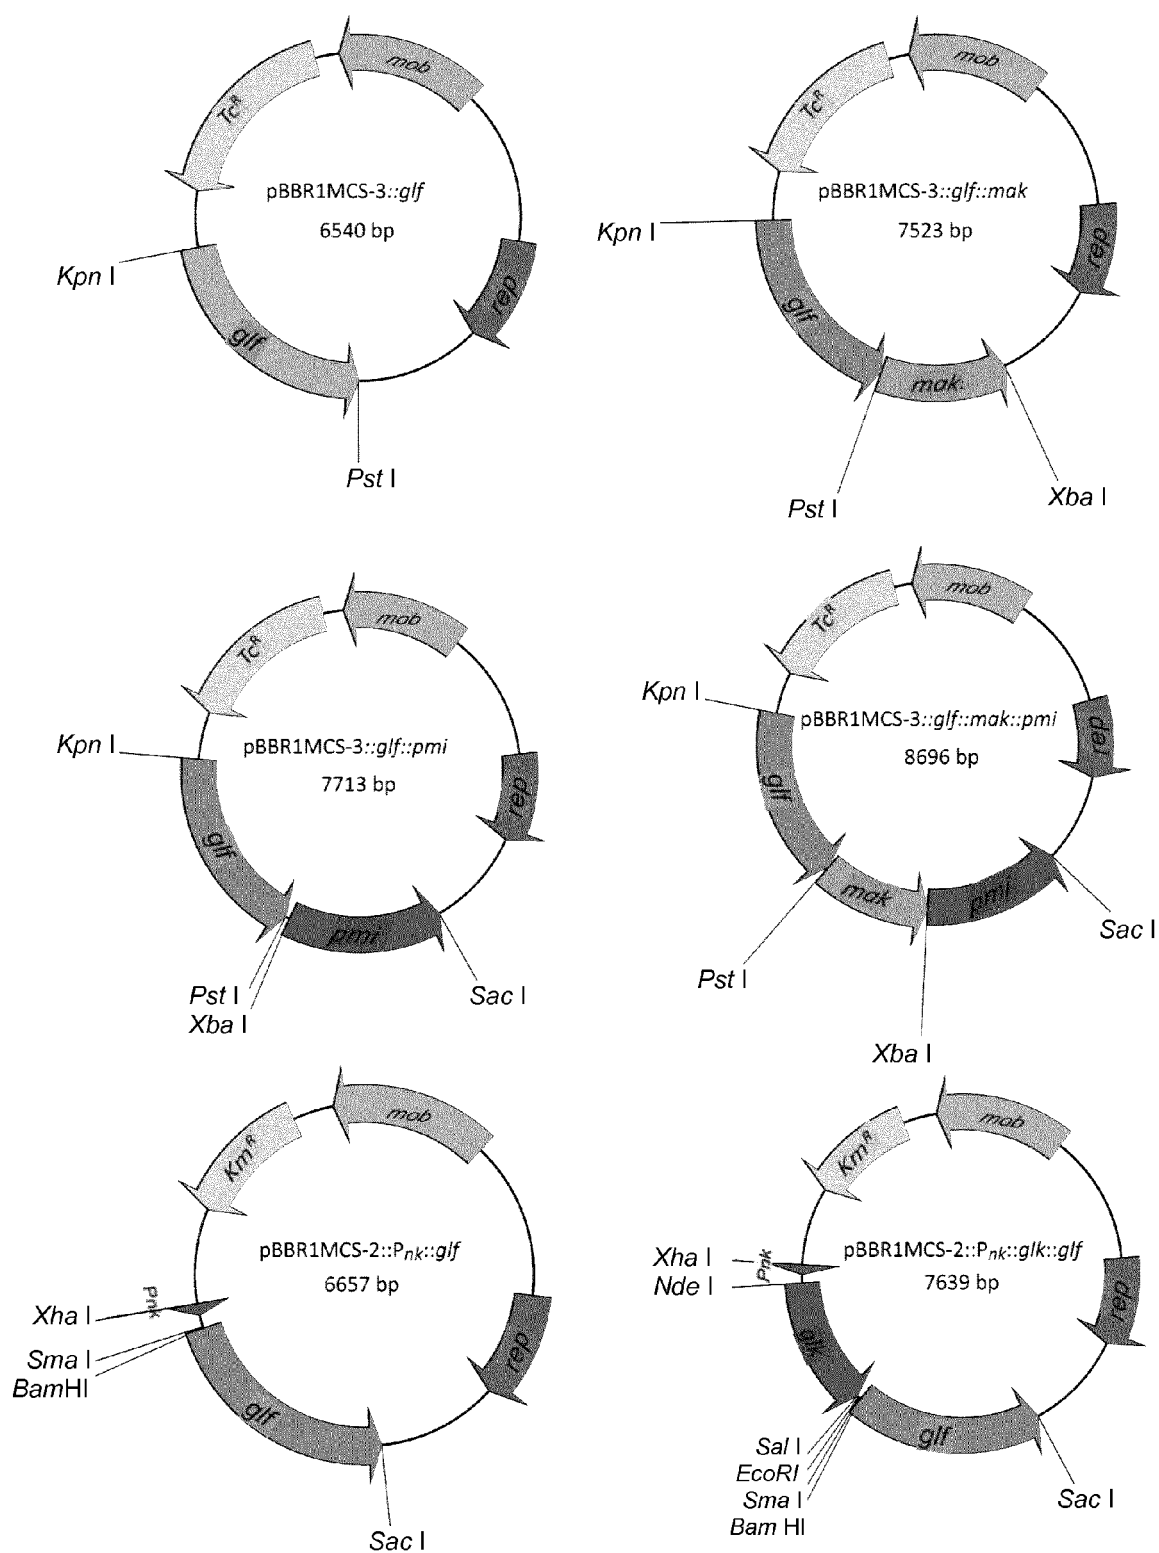 mob
Tc^R
pBBR1MCS-3::glf
6540 bp
Kpn I
rep
glf
Pst I
mob
Tc^R
pBBR1MCS-3::glf::mak
7523 bp
Kpn I
rep
glf
mak
Pst I
Xba I
mob
Tc^R
Kpn I
pBBR1MCS-3::glf::pmi
7713 bp
rep
glf
pmi
Pst I
Xba I
Sac I
mob
Tc^R
Kpn I
pBBR1MCS-3::glf::mak::pmi
8696 bp
rep
glf
mak
pmi
Sac I
Pst I
Xba I
mob
Km^R
pBBR1MCS-2::Pnk::glf
6657 bp
Pnk
Xha I
Sma I
BamHI
rep
glf
Sac I
mob
Km^R
Xha I
Pnk
pBBR1MCS-2::Pnk::glk::glf
7639 bp
Nde I
rep
glk
glf
Sal I
EcoRI
Sma I
Bam HI
Sac I